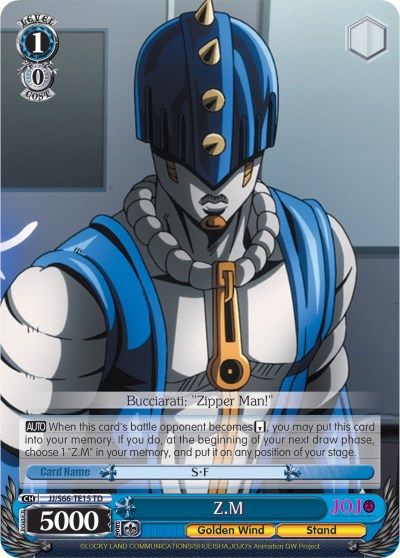 LEVEL
1
0
COST
Bucciarati: "Zipper Man!"
AUTO When this card's battle opponent becomes [▼], you may put this
card into your memory. If you do, at the beginning of your next draw phase,
choose 1 "Z.M" in your memory, and put it on any position of your stage.
Card Name S·F
CH JJ/S66-TE15 TD
5000
Z.M
JOJO
Golden Wind Stand
©LUCKY LAND COMMUNICATIONS/SHUEISHA,JOJO's Animation GW Project